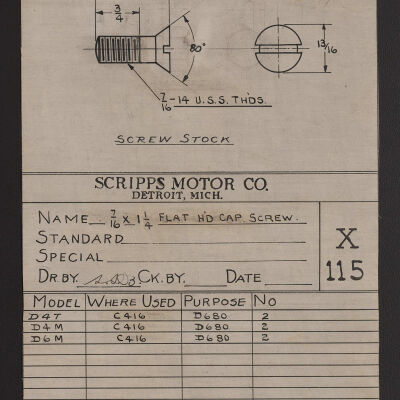 3/4
80°
13/16
7/16 - 14 U.S.S. TH'DS.
SCREW STOCK
SCRIPPS MOTOR CO.
DETROIT, MICH.
NAME 7/16 X 1 1/4 FLAT H'D CAP. SCREW.
STANDARD
SPECIAL
DR.BY. CK.BY. DATE
X
115
MODEL WHERE USED PURPOSE NO
D4T C416 D680 2
D4M C416 D680 2
D6M C416 D680 2